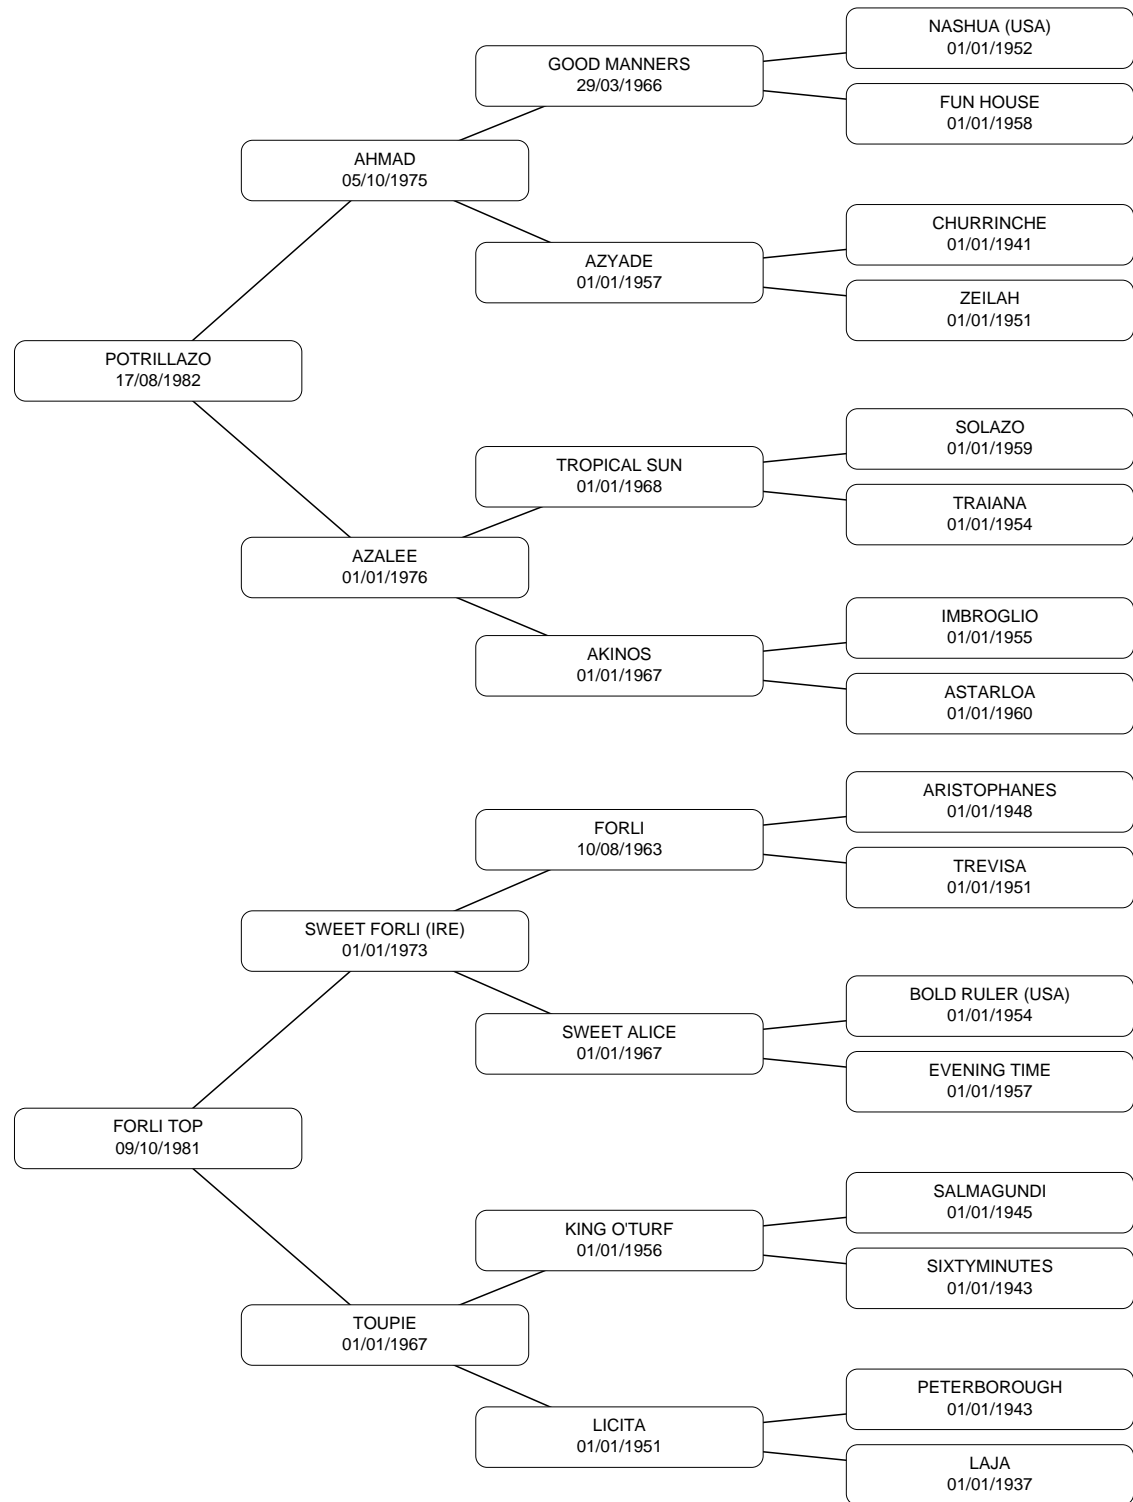 NASHUA (USA)
01/01/1952
GOOD MANNERS
29/03/1966
FUN HOUSE
01/01/1958
AHMAD
05/10/1975
CHURRINCHE
01/01/1941
AZYADE
01/01/1957
ZEILAH
01/01/1951
POTRILLAZO
17/08/1982
SOLAZO
01/01/1959
TROPICAL SUN
01/01/1968
TRAIANA
01/01/1954
AZALEE
01/01/1976
IMBROGLIO
01/01/1955
AKINOS
01/01/1967
ASTARLOA
01/01/1960
ARISTOPHANES
01/01/1948
FORLI
10/08/1963
TREVISA
01/01/1951
SWEET FORLI (IRE)
01/01/1973
BOLD RULER (USA)
01/01/1954
SWEET ALICE
01/01/1967
EVENING TIME
01/01/1957
FORLI TOP
09/10/1981
SALMAGUNDI
01/01/1945
KING O'TURF
01/01/1956
SIXTYMINUTES
01/01/1943
TOUPIE
01/01/1967
PETERBOROUGH
01/01/1943
LICITA
01/01/1951
LAJA
01/01/1937